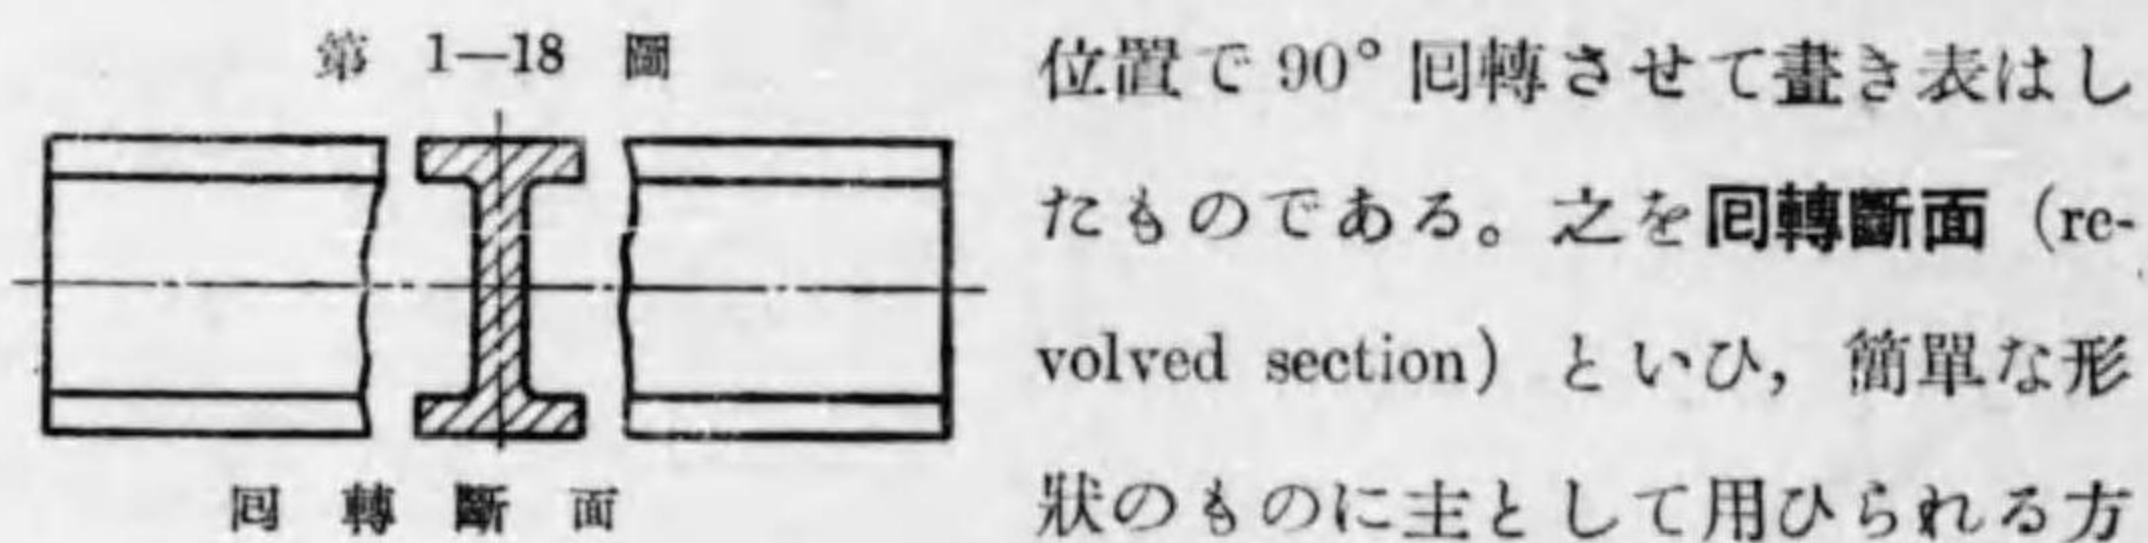 第 1—18 圖
回 轉 斷 面
位置で 90° 回轉させて畫き表はし
たものである。之を回轉斷面 (re-
volved section) といひ, 簡單な形
狀のものに主として用ひられる方